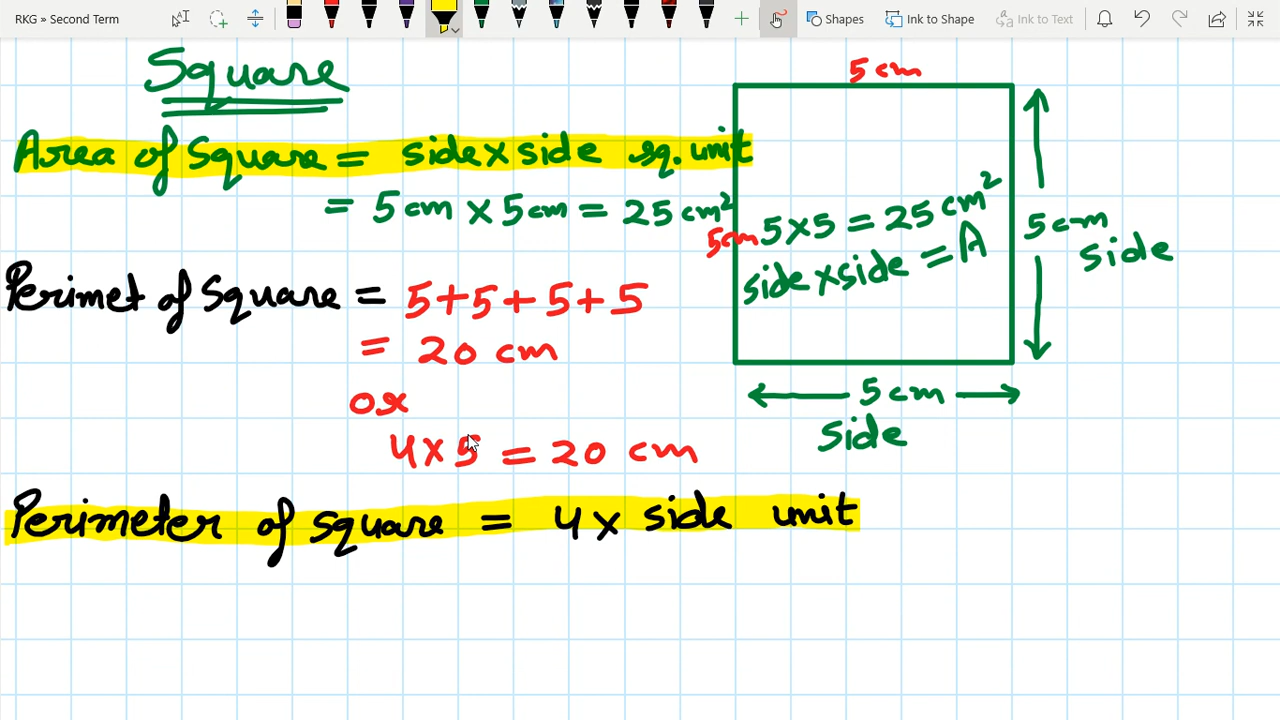 RKG » Second Term
Shapes
Ink to Shape
Ink to Text
Square
Area of Square = side x side sq. unit
= 5 cm x 5 cm = 25 cm²
Perimet of Square = 5+5+5+5
= 20 cm
or
4 x 5 = 20 cm
Perimeter of square = 4 x side unit
5 cm
5cm
5x5 = 25 cm²
side x side = A
5 cm
side
5 cm
side